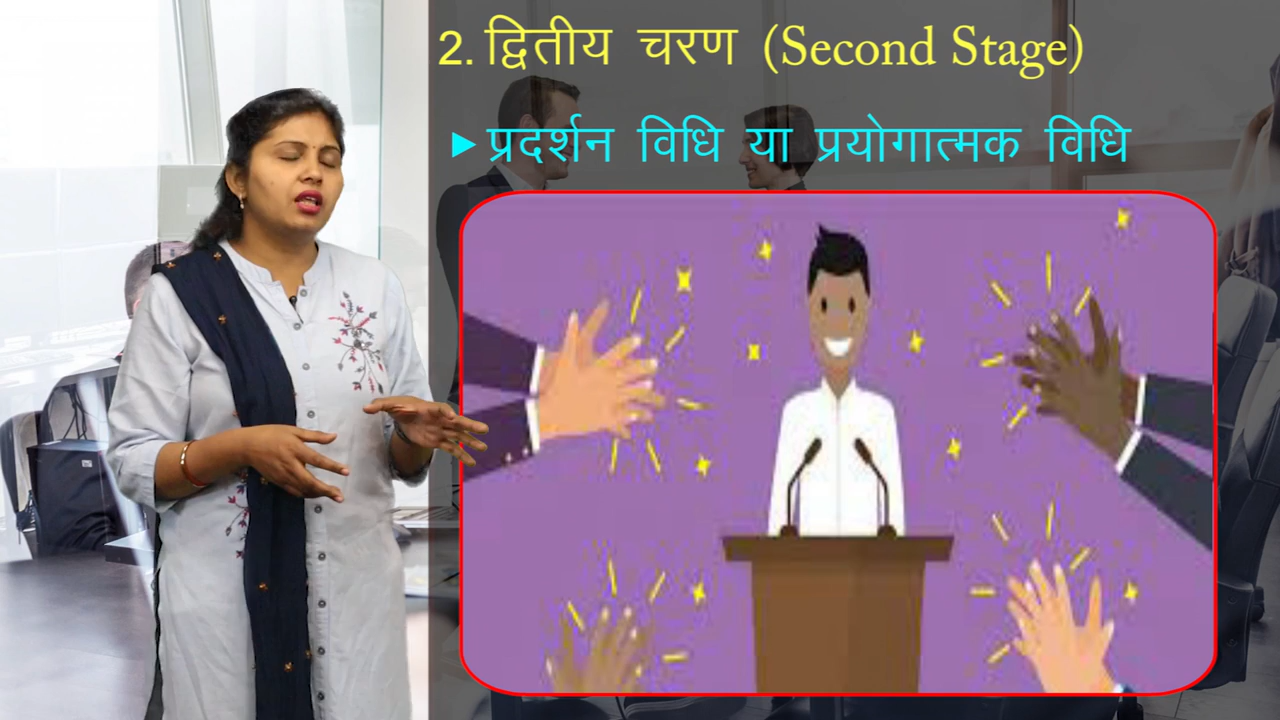 2. द्वितीय चरण (Second Stage)
प्रदर्शन विधि या प्रयोगात्मक विधि